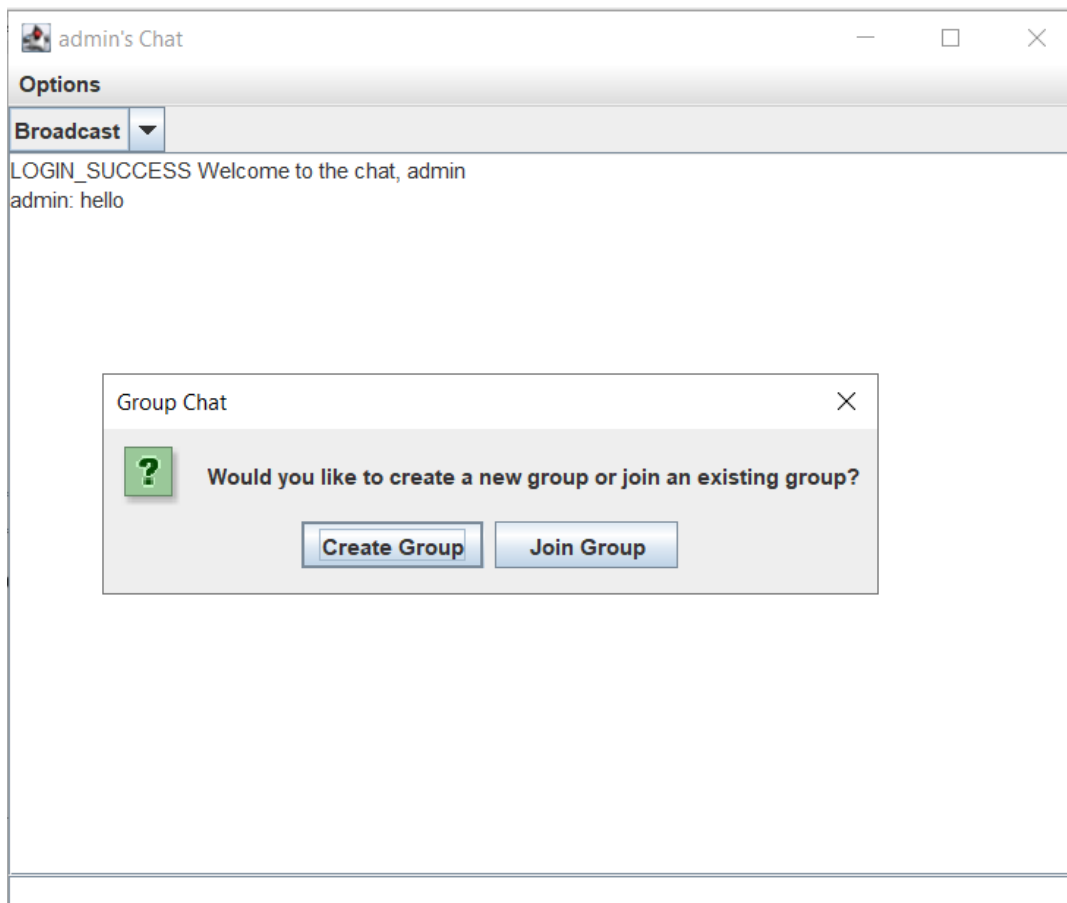 admin's Chat
Options
Broadcast
LOGIN_SUCCESS Welcome to the chat, admin
admin: hello
Group Chat
?
Would you like to create a new group or join an existing group?
Create Group Join Group